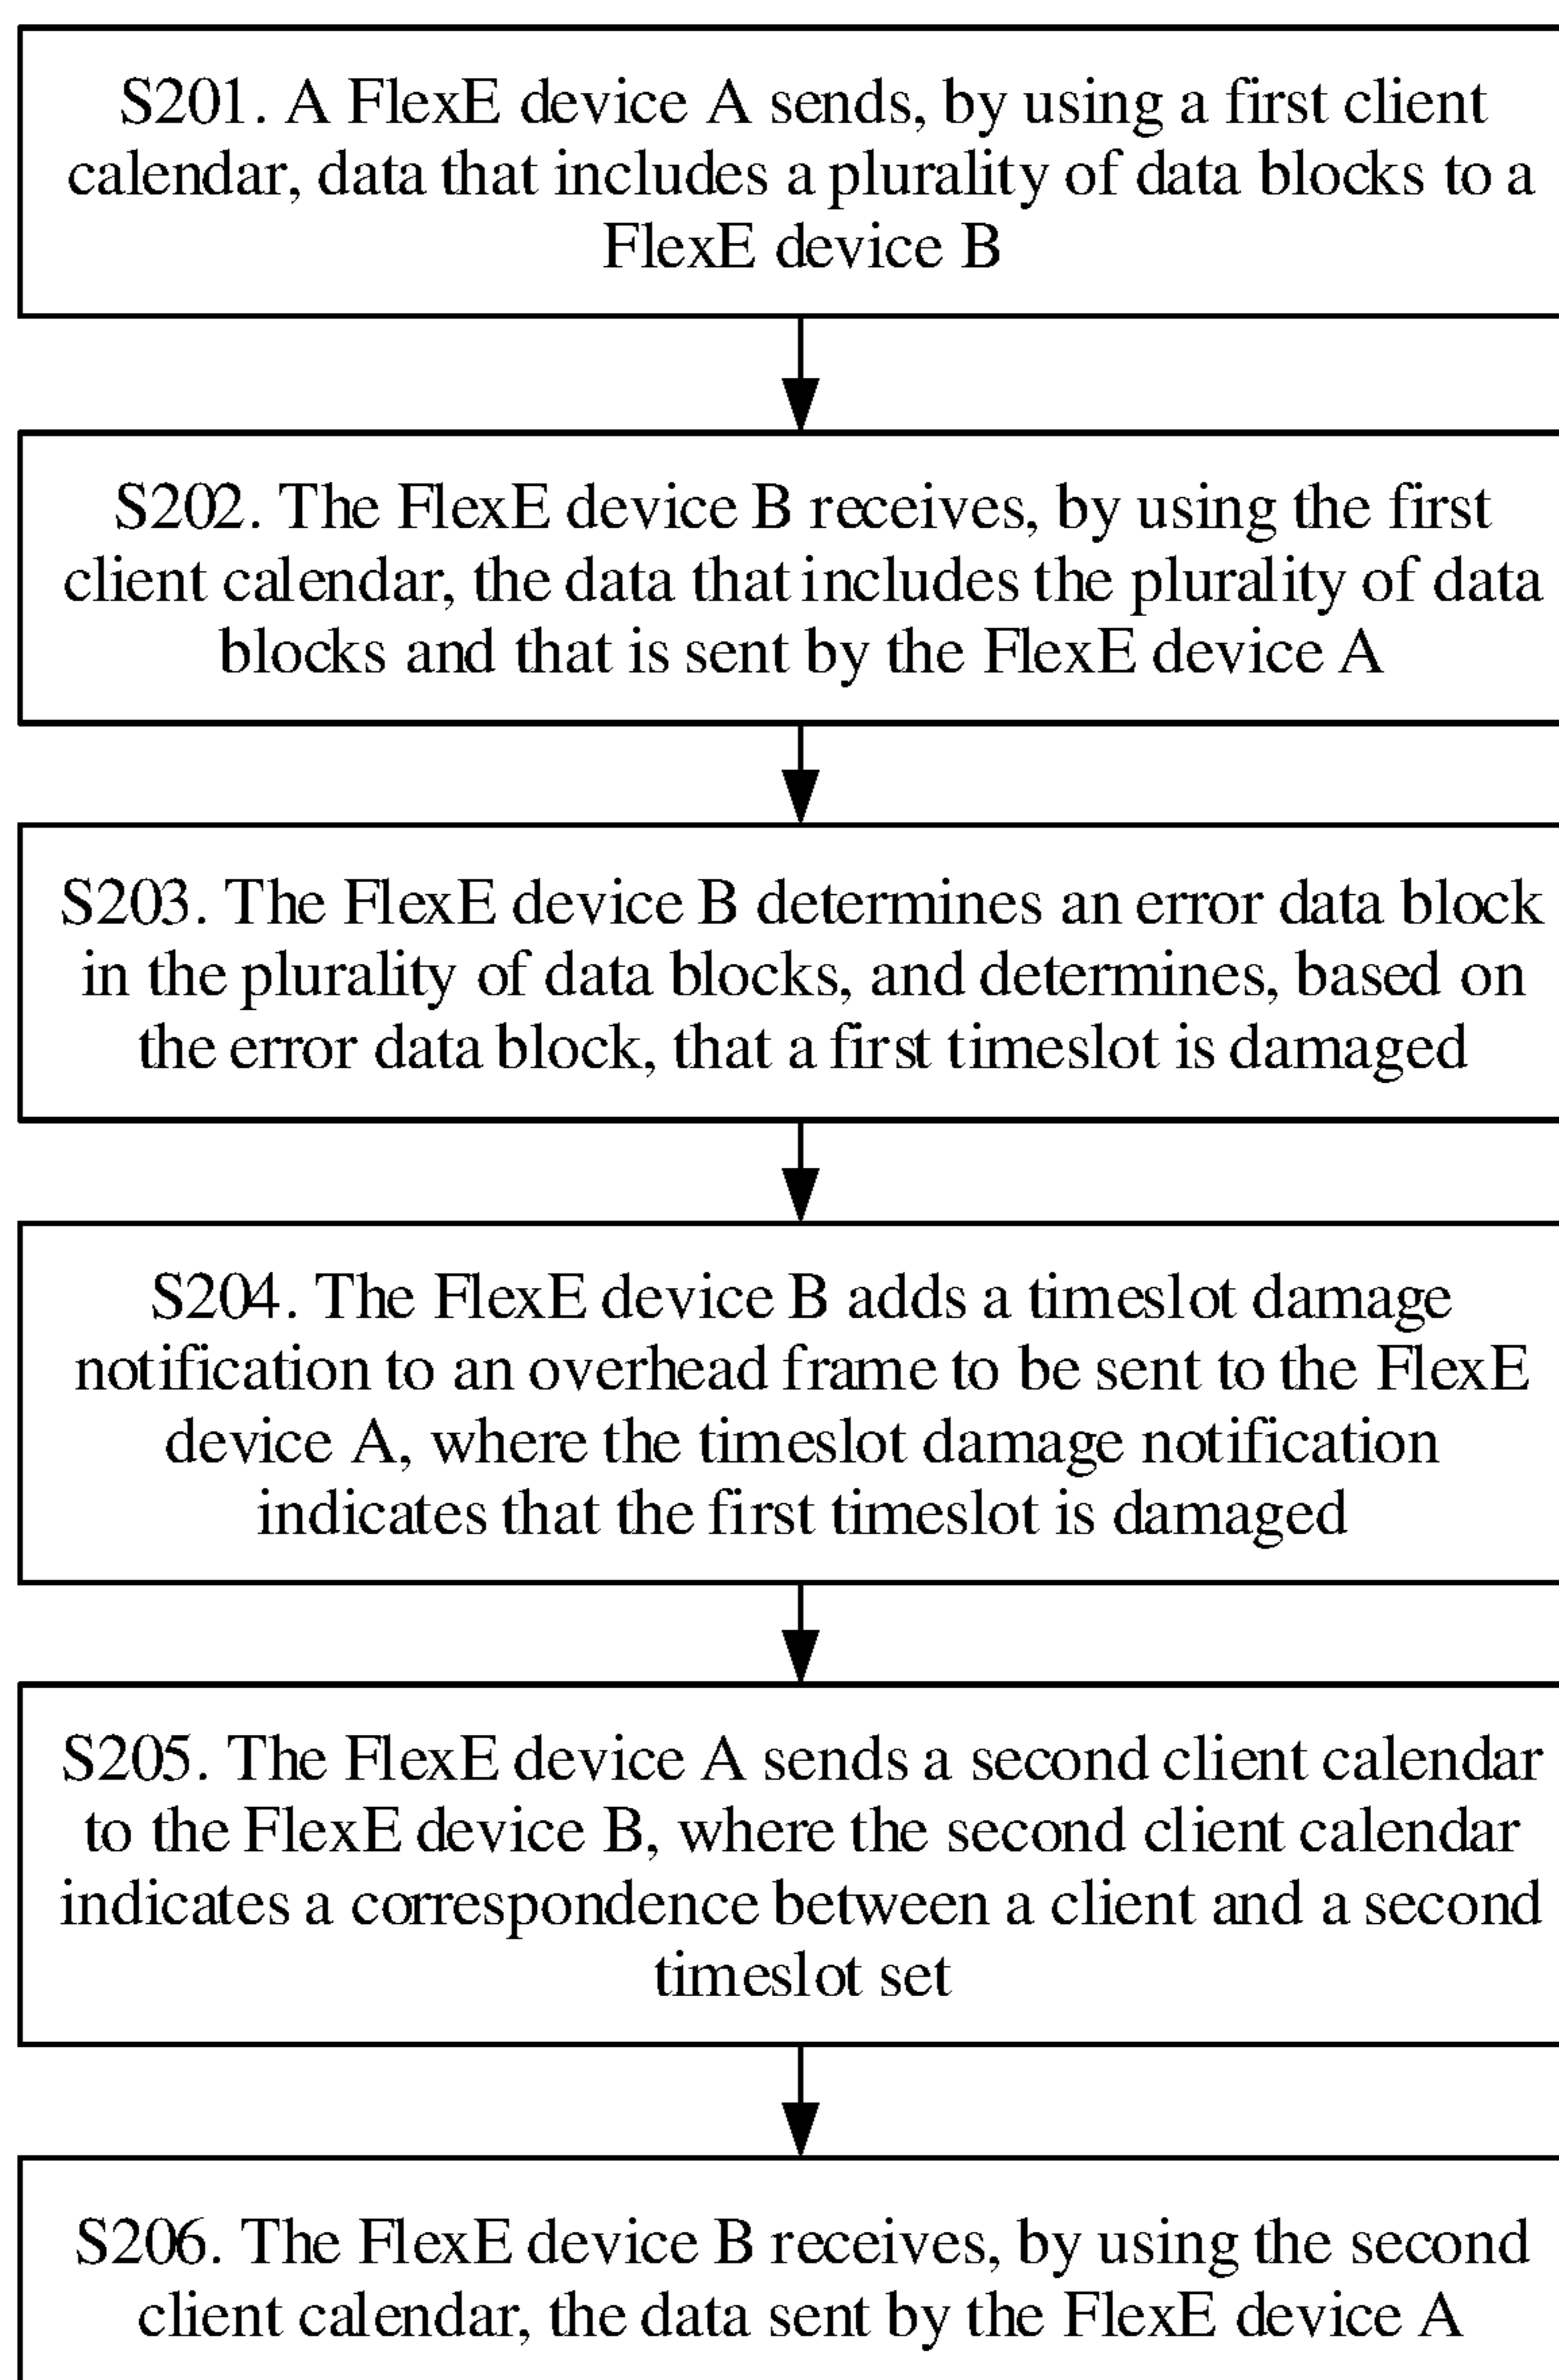 S201. A FlexE device A sends, by using a first client
calendar, data that includes a plurality of data blocks to a
FlexE device B
S202. The FlexE device B receives, by using the first
client calendar, the data that includes the plurality of data
blocks and that is sent by the FlexE device A
S203. The FlexE device B determines an error data block
in the plurality of data blocks, and determines, based on
the error data block, that a first timeslot is damaged
S204. The FlexE device B adds a timeslot damage
notification to an overhead frame to be sent to the FlexE
device A, where the timeslot damage notification
indicates that the first timeslot is damaged
S205. The FlexE device A sends a second client calendar
to the FlexE device B, where the second client calendar
indicates a correspondence between a client and a second
timeslot set
S206. The FlexE device B receives, by using the second
client calendar, the data sent by the FlexE device A